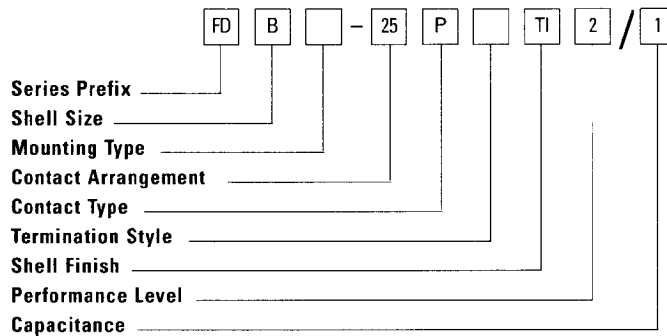 FD B - 25 P TI 2 / 1
Series Prefix
Shell Size
Mounting Type
Contact Arrangement
Contact Type
Termination Style
Shell Finish
Performance Level
Capacitance